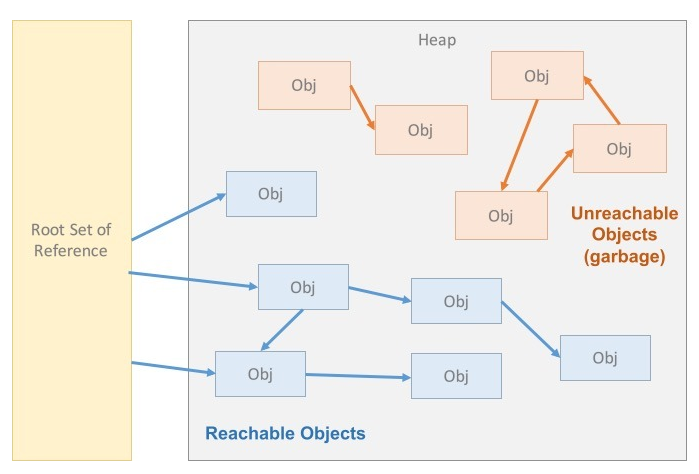 Heap
Obj
Obj
Obj
Obj
Obj
Obj
Root Set of
Reference
Unreachable
Objects
(garbage)
Obj
Obj
Obj
Obj
Obj
Reachable Objects